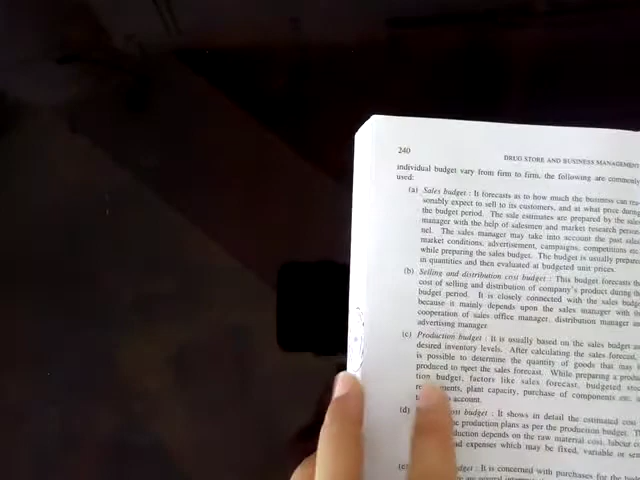 240
DRUG STORE AND BUSINESS MANAGEMENT
individual budget vary from firm to firm, the following are commonly
used:
(a) Sales budget : It forecasts as to how much the business can rea-
sonably expect to sell to its customers, and at what price during
the budget period. The sale estimates are prepared by the sales
manager with the help of salesmen and market research person-
nel. The sales manager may take into account the past sales
market conditions, advertisement, campaigns, competitions etc.
while preparing the sales budget. The budget is usually prepared
in quantities and then evaluated at budgeted unit prices.
(b) Selling and distribution cost budget : This budget forecasts the
cost of selling and distribution of company's product during the
budget period. It is closely connected with the sales budget
because it mainly depends upon the sales manager with the
cooperation of sales office manager, distribution manager and
advertising manager
(c) Production budget : It is usually based on the sales budget and
desired inventory levels. After calculating the sales forecast,
is possible to determine the quantity of goods that may
produced to meet the sales forecast. While preparing a produc-
tion budget, factors like sales forecast, budgeted stoc
ments, plant capacity, purchase of components etc.
account.
(d) cost budget : It shows in detail the estimated cost
production plans as per the production budget.
duction depends on the raw material cost, labour
expenses which may be fixed, variable or sem
(e) budget : It is concerned with purchases for the